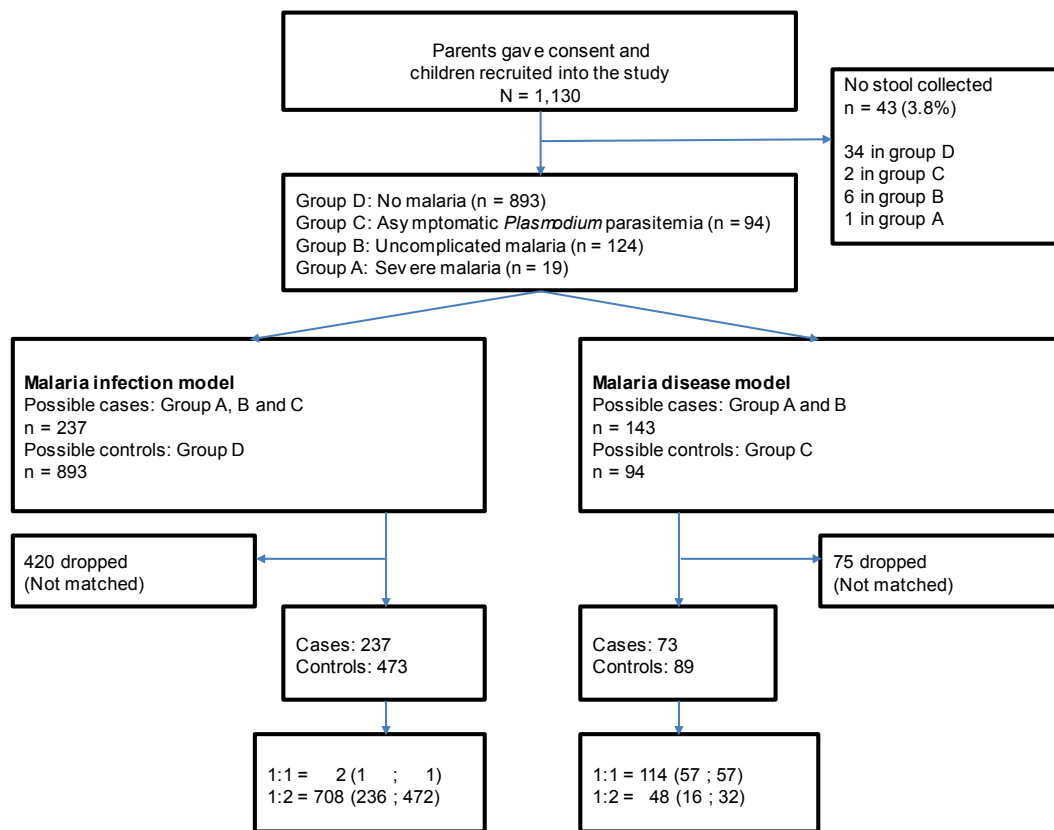 Parents gave consent and
children recruited into the study
N = 1,130
No stool collected
n = 43 (3.8%)
34 in group D
2 in group C
6 in group B
1 in group A
Group D: No malaria (n = 893)
Group C: Asymptomatic Plasmodium parasitemia (n = 94)
Group B: Uncomplicated malaria (n = 124)
Group A: Severe malaria (n = 19)
Malaria infection model
Possible cases: Group A, B and C
n = 237
Possible controls: Group D
n = 893
Malaria disease model
Possible cases: Group A and B
n = 143
Possible controls: Group C
n = 94
420 dropped
(Not matched)
75 dropped
(Not matched)
Cases: 237
Controls: 473
Cases: 73
Controls: 89
1:1 = 2 (1 ; 1)
1:2 = 708 (236 ; 472)
1:1 = 114 (57 ; 57)
1:2 = 48 (16 ; 32)